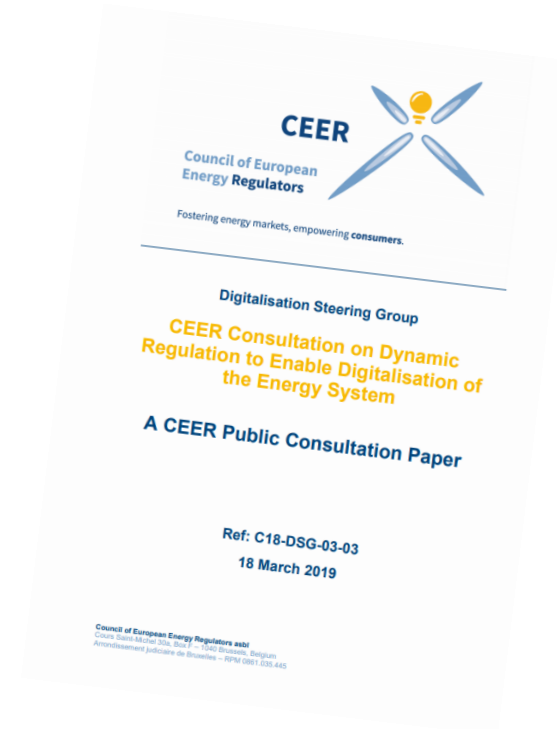 CEER
Council of European
Energy Regulators
Fostering energy markets, empowering consumers.
Digitalisation Steering Group
CEER Consultation on Dynamic
Regulation to Enable Digitalisation of
the Energy System
A CEER Public Consultation Paper
Ref: C18-DSG-03-03
18 March 2019
Council of European Energy Regulators asbl
Cours Saint-Michel 30a, Box F – 1040 Brussels, Belgium
Arrondissement judiciaire de Bruxelles – RPM 0861.035.445